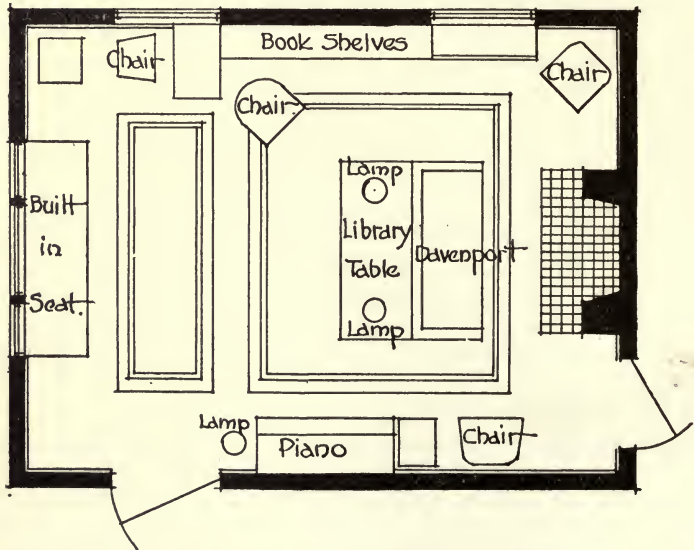 Book Shelves
Chair
Chair
Chair
Lamp
Library
Table
Lamp
Davenport
Built
in
Seat.
Lamp
Piano
Chair